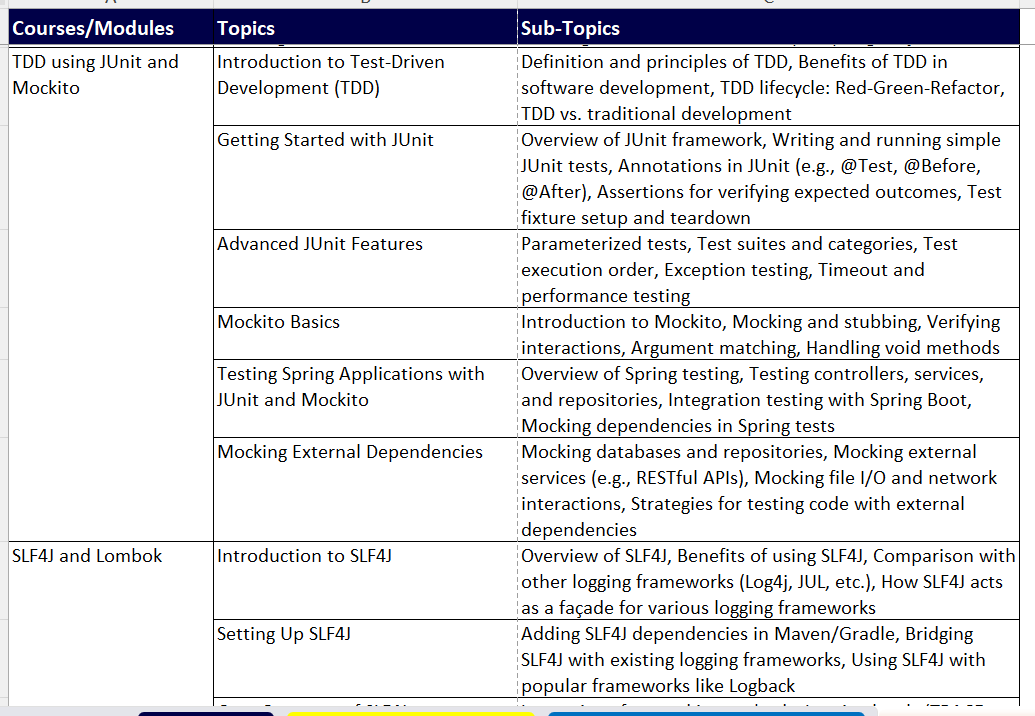 Courses/Modules Topics Sub-Topics
TDD using JUnit and
Mockito
Introduction to Test-Driven
Development (TDD)
Definition and principles of TDD, Benefits of TDD in
software development, TDD lifecycle: Red-Green-Refactor,
TDD vs. traditional development
Getting Started with JUnit
Overview of JUnit framework, Writing and running simple
JUnit tests, Annotations in JUnit (e.g., @Test, @Before,
@After), Assertions for verifying expected outcomes, Test
fixture setup and teardown
Advanced JUnit Features
Parameterized tests, Test suites and categories, Test
execution order, Exception testing, Timeout and
performance testing
Mockito Basics
Introduction to Mockito, Mocking and stubbing, Verifying
interactions, Argument matching, Handling void methods
Testing Spring Applications with
JUnit and Mockito
Overview of Spring testing, Testing controllers, services,
and repositories, Integration testing with Spring Boot,
Mocking dependencies in Spring tests
Mocking External Dependencies
Mocking databases and repositories, Mocking external
services (e.g., RESTful APIs), Mocking file I/O and network
interactions, Strategies for testing code with external
dependencies
SLF4J and Lombok
Introduction to SLF4J
Overview of SLF4J, Benefits of using SLF4J, Comparison with
other logging frameworks (Log4j, JUL, etc.), How SLF4J acts
as a façade for various logging frameworks
Setting Up SLF4J
Adding SLF4J dependencies in Maven/Gradle, Bridging
SLF4J with existing logging frameworks, Using SLF4J with
popular frameworks like Logback